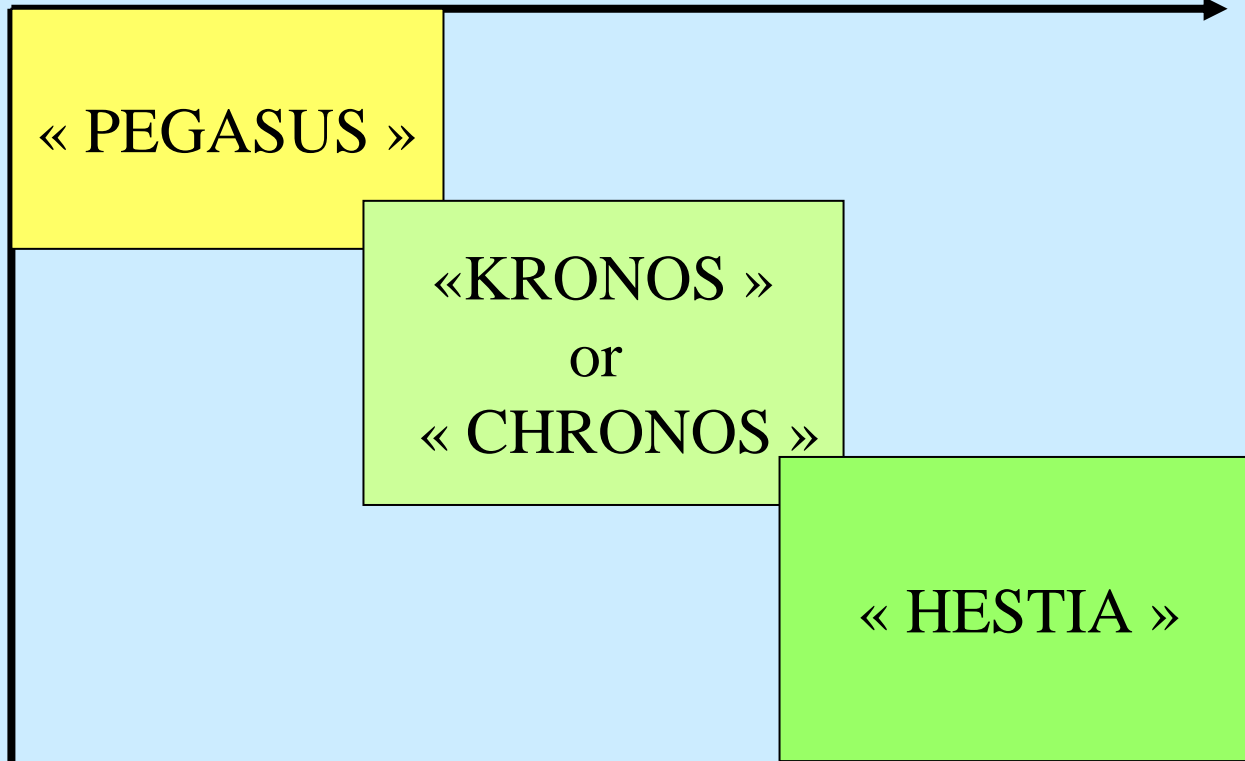 « PEGASUS »
«KRONOS »
or
« CHRONOS »
« HESTIA »